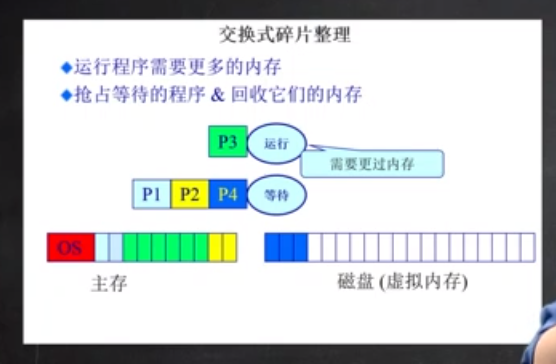 交换式碎片整理
运行程序需要更多的内存
抢占等待的程序 & 回收它们的内存
P3 运行
需要更过内存
P1 P2 P4 等待
OS
主存
磁盘 (虚拟内存)